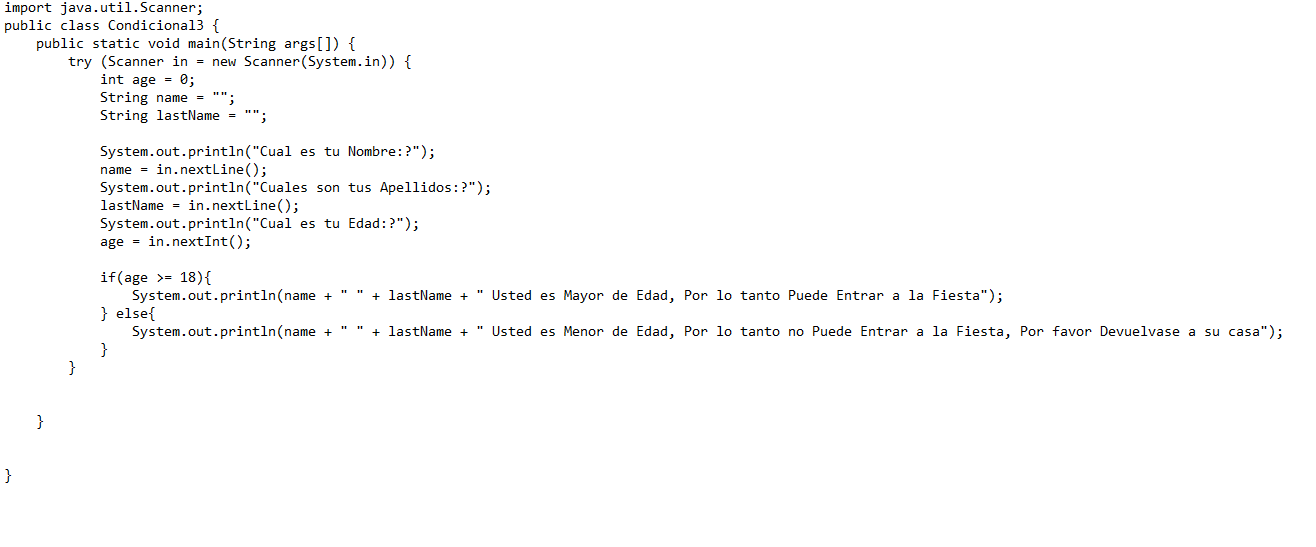 import java.util.Scanner;
public class Condicional3 {
    public static void main(String args[]) {
        try (Scanner in = new Scanner(System.in)) {
            int age = 0;
            String name = "";
            String lastName = "";

            System.out.println("Cual es tu Nombre:?");
            name = in.nextLine();
            System.out.println("Cuales son tus Apellidos:?");
            lastName = in.nextLine();
            System.out.println("Cual es tu Edad:?");
            age = in.nextInt();

            if(age >= 18){
                System.out.println(name + " " + lastName + " Usted es Mayor de Edad, Por lo tanto Puede Entrar a la Fiesta");
            } else{
                System.out.println(name + " " + lastName + " Usted es Menor de Edad, Por lo tanto no Puede Entrar a la Fiesta, Por favor Devuelvase a su casa");
            }
        }


    }


}